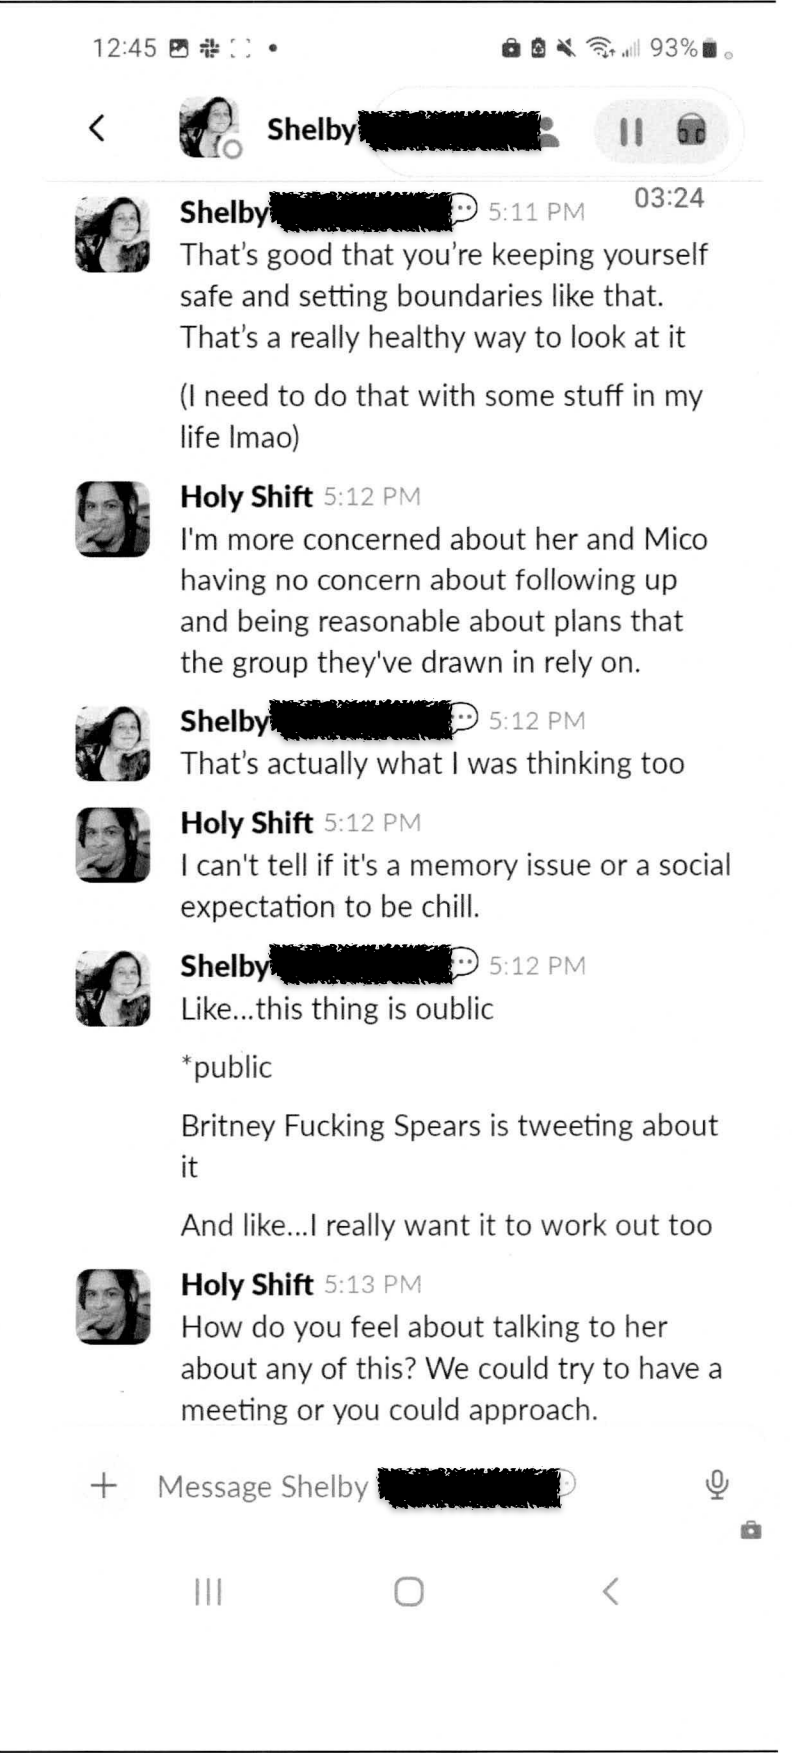 12:45
93%
Shelby
03:24
Shelby 5:11 PM
That's good that you're keeping yourself
safe and setting boundaries like that.
That's a really healthy way to look at it
(I need to do that with some stuff in my
life lmao)
Holy Shift 5:12 PM
I'm more concerned about her and Mico
having no concern about following up
and being reasonable about plans that
the group they've drawn in rely on.
Shelby 5:12 PM
That's actually what I was thinking too
Holy Shift 5:12 PM
I can't tell if it's a memory issue or a social
expectation to be chill.
Shelby 5:12 PM
Like...this thing is oublic
*public
Britney Fucking Spears is tweeting about
it
And like...I really want it to work out too
Holy Shift 5:13 PM
How do you feel about talking to her
about any of this? We could try to have a
meeting or you could approach.
Message Shelby